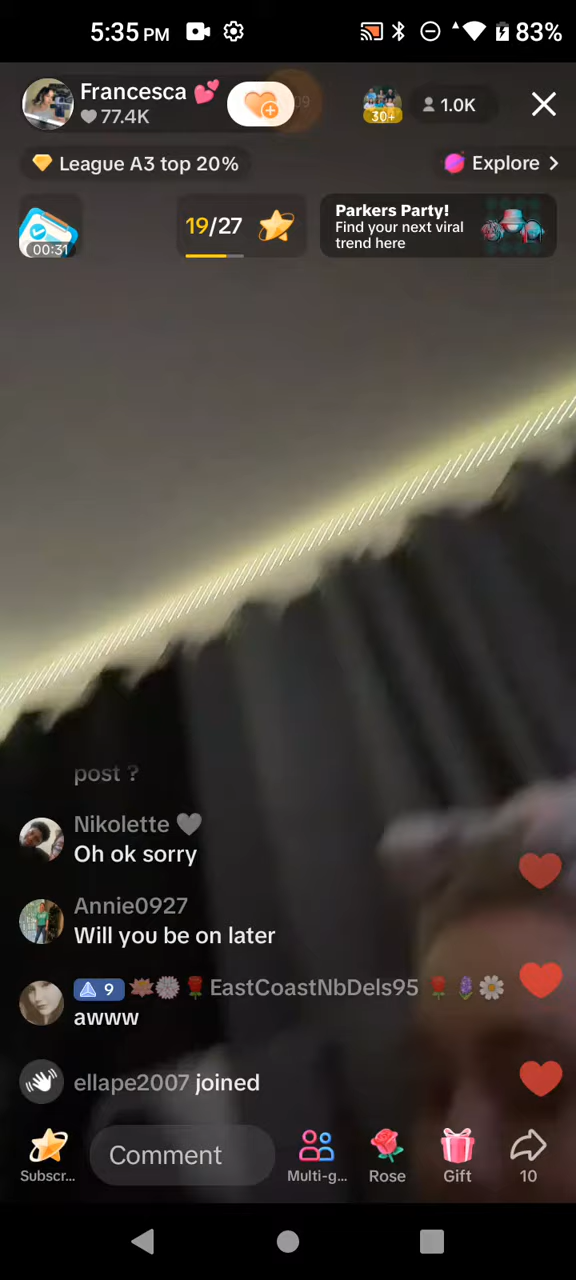 5:35 PM 83%
Francesca 💕
77.4K
30+
1.0K
League A3 top 20%
Explore >
00:31
19/27
Parkers Party!
Find your next viral
trend here
post ?
Nikolette 🩶
Oh ok sorry
Annie0927
Will you be on later
9 🪷🌼🌹EastCoastNbDels95 🌹🪻🌼
awww
ellape2007 joined
Subscr...
Comment
Multi-g...
Rose
Gift
10